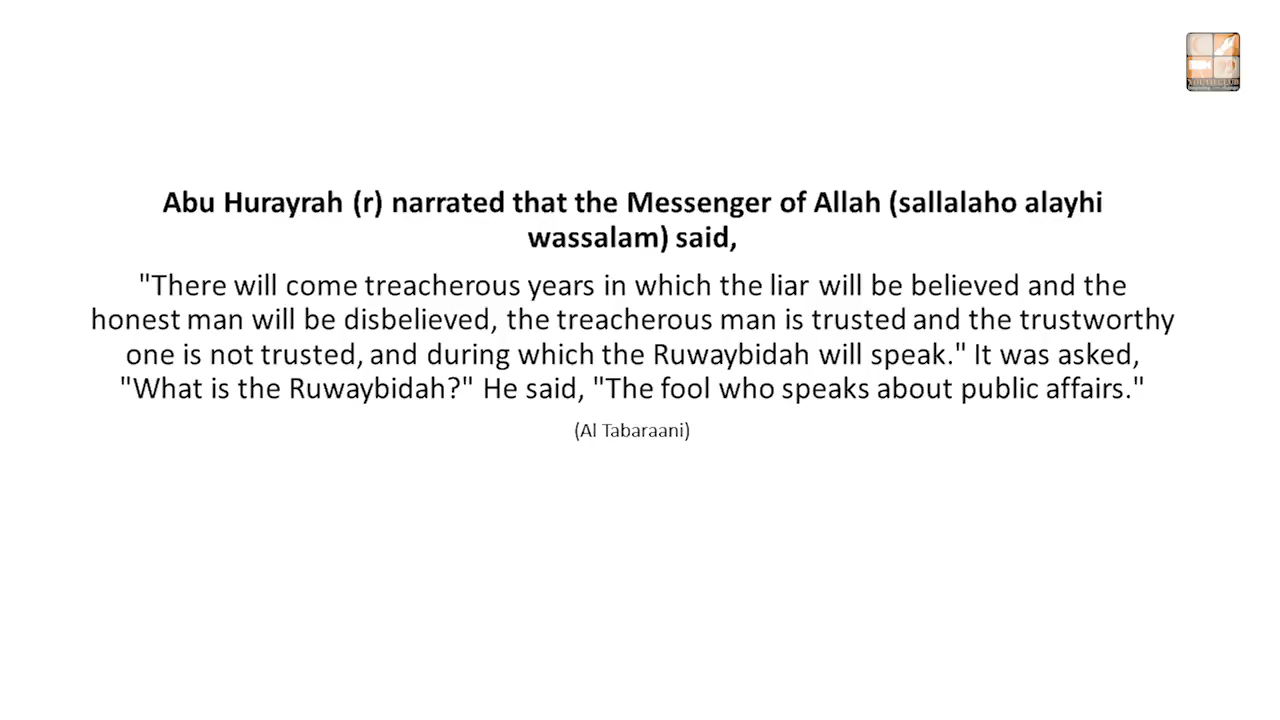 Abu Hurayrah (r) narrated that the Messenger of Allah (sallalaho alayhi
wassalam) said,
"There will come treacherous years in which the liar will be believed and the
honest man will be disbelieved, the treacherous man is trusted and the trustworthy
one is not trusted, and during which the Ruwaybidah will speak." It was asked,
"What is the Ruwaybidah?" He said, "The fool who speaks about public affairs."
(Al Tabaraani)
YOUTH CLUB